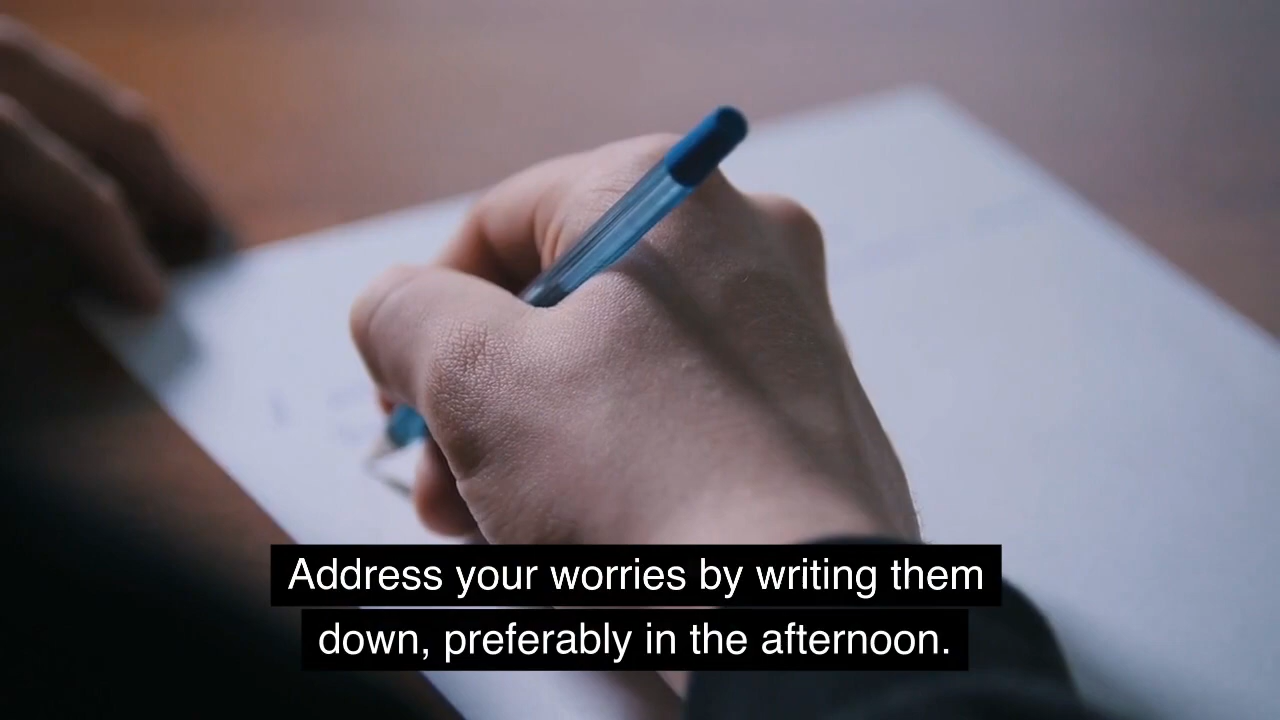 Address your worries by writing them
down, preferably in the afternoon.